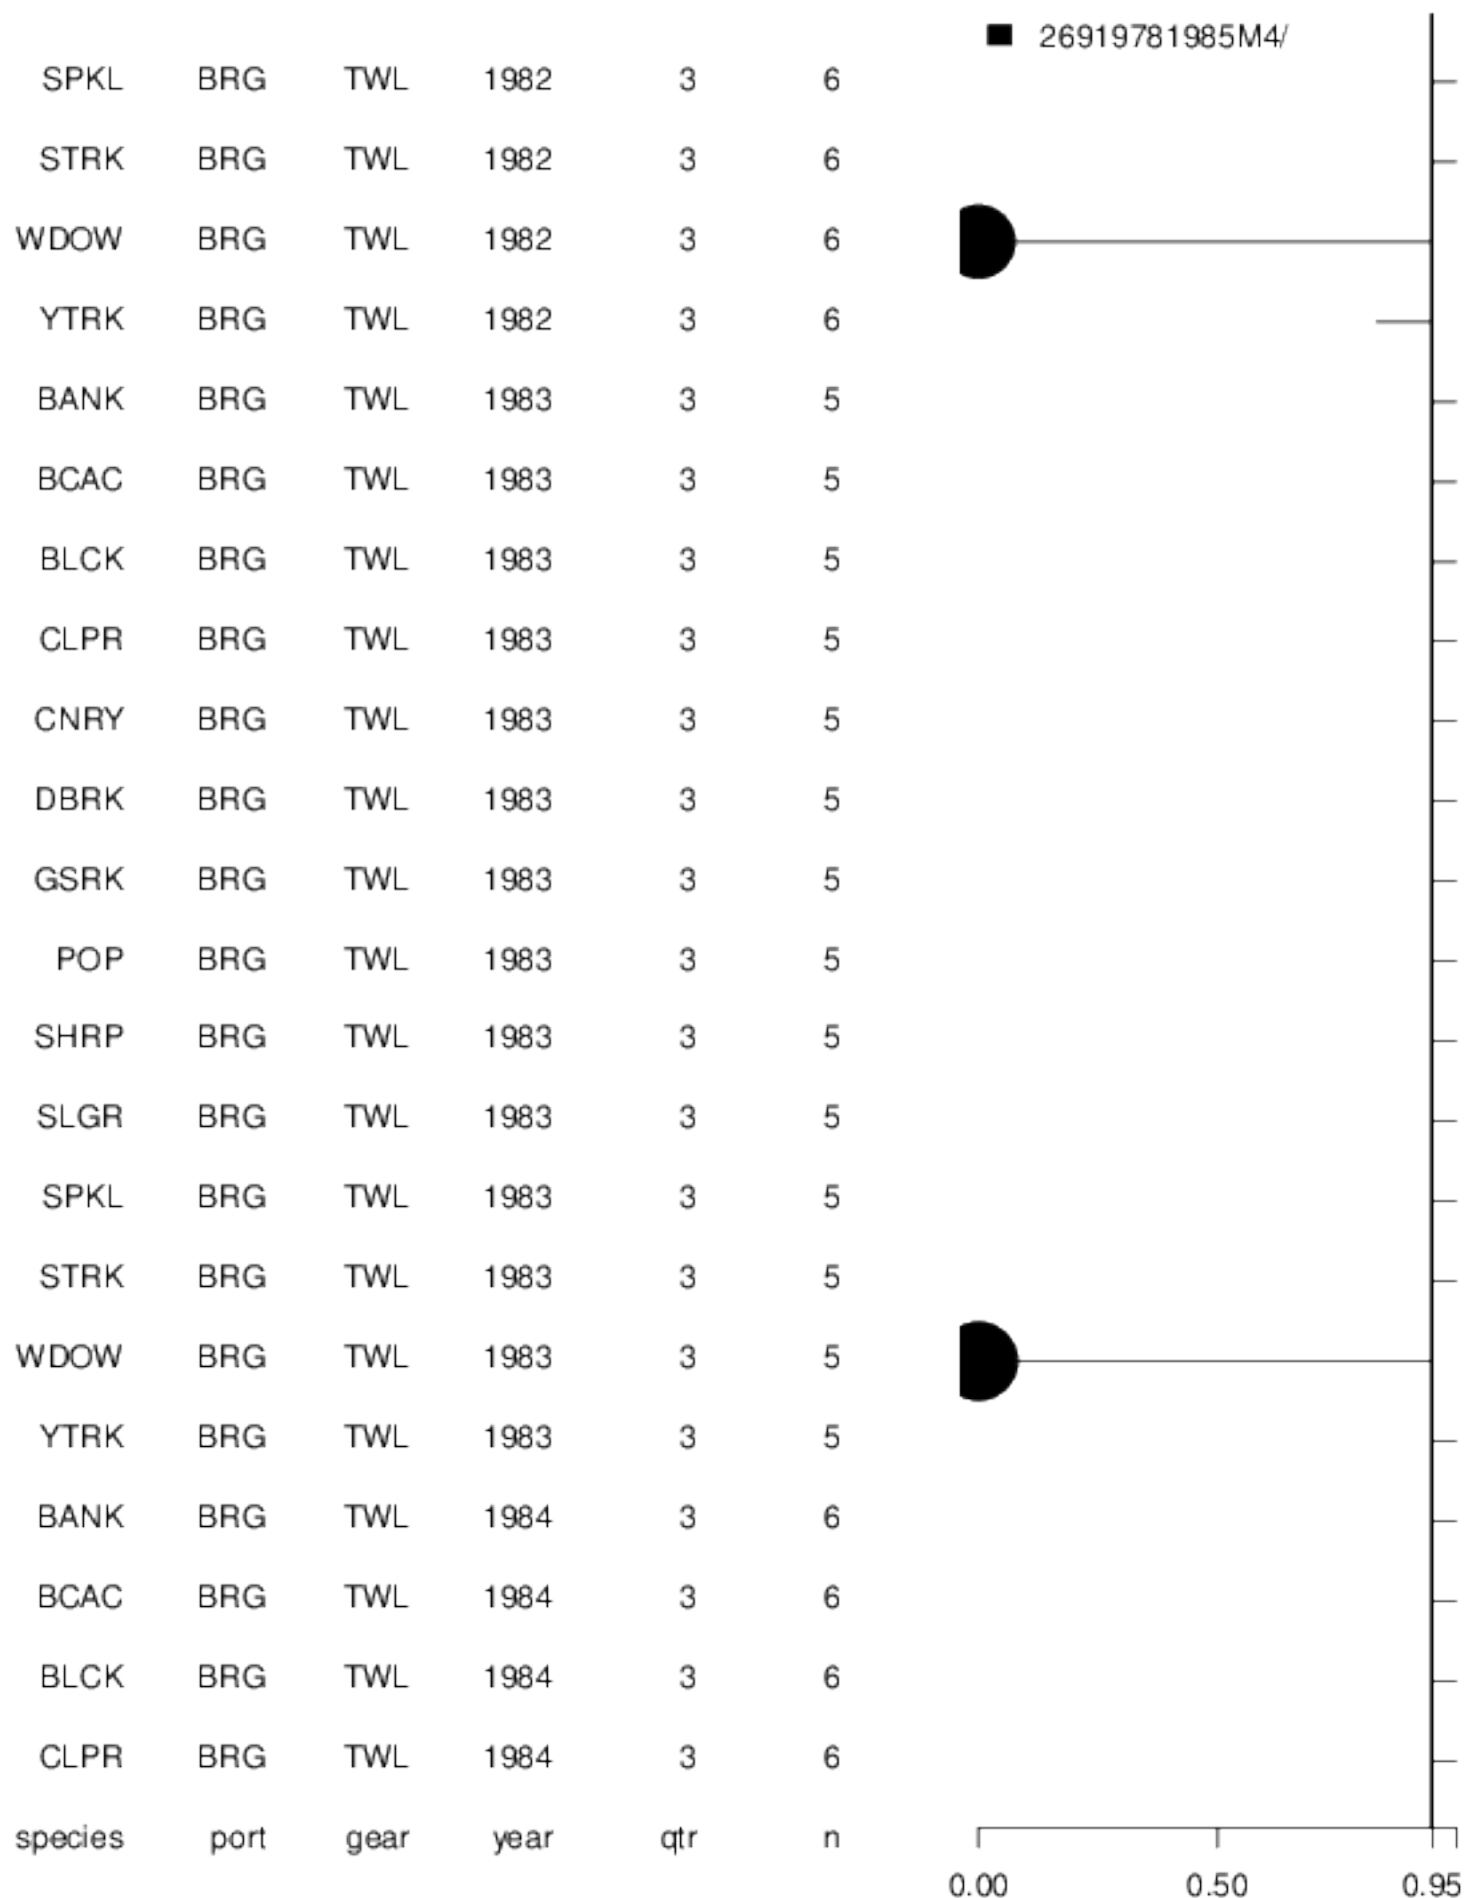 26919781985M4/
SPKL BRG TWL 1982 3 6
STRK BRG TWL 1982 3 6
WDOW BRG TWL 1982 3 6
YTRK BRG TWL 1982 3 6
BANK BRG TWL 1983 3 5
BCAC BRG TWL 1983 3 5
BLCK BRG TWL 1983 3 5
CLPR BRG TWL 1983 3 5
CNRY BRG TWL 1983 3 5
DBRK BRG TWL 1983 3 5
GSRK BRG TWL 1983 3 5
POP BRG TWL 1983 3 5
SHRP BRG TWL 1983 3 5
SLGR BRG TWL 1983 3 5
SPKL BRG TWL 1983 3 5
STRK BRG TWL 1983 3 5
WDOW BRG TWL 1983 3 5
YTRK BRG TWL 1983 3 5
BANK BRG TWL 1984 3 6
BCAC BRG TWL 1984 3 6
BLCK BRG TWL 1984 3 6
CLPR BRG TWL 1984 3 6
species port gear year qtr n
0.00 0.50 0.95